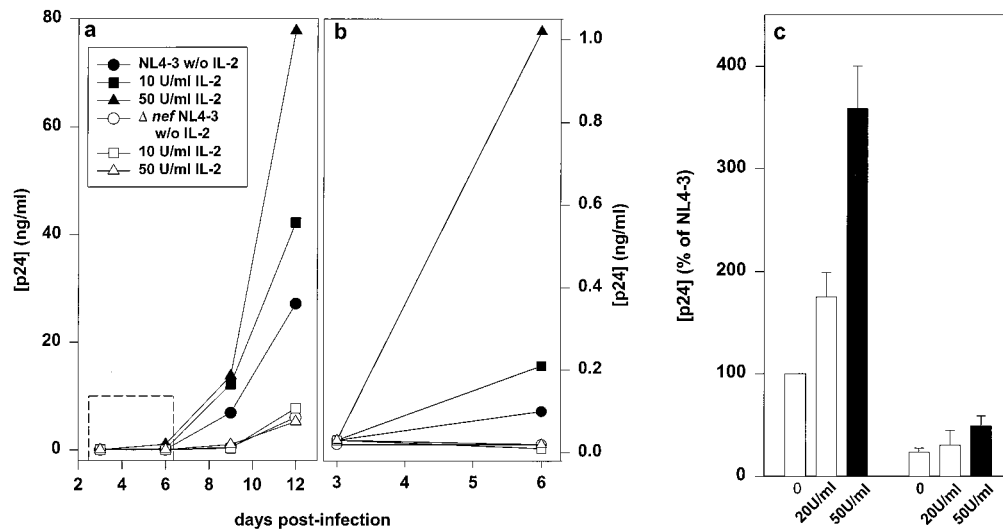 a
[p24] (ng/ml)
80
60
40
20
0
NL4-3 w/o IL-2
10 U/ml IL-2
50 U/ml IL-2
Δ nef NL4-3
w/o IL-2
10 U/ml IL-2
50 U/ml IL-2
2 4 6 8 10 12
b
1.0
0.8
0.6
0.4
0.2
0.0
[p24] (ng/ml)
3 4 5 6
days post-infection
c
[p24] (% of NL4-3)
400
300
200
100
0
0 20U/ml 50U/ml 0 20U/ml 50U/ml